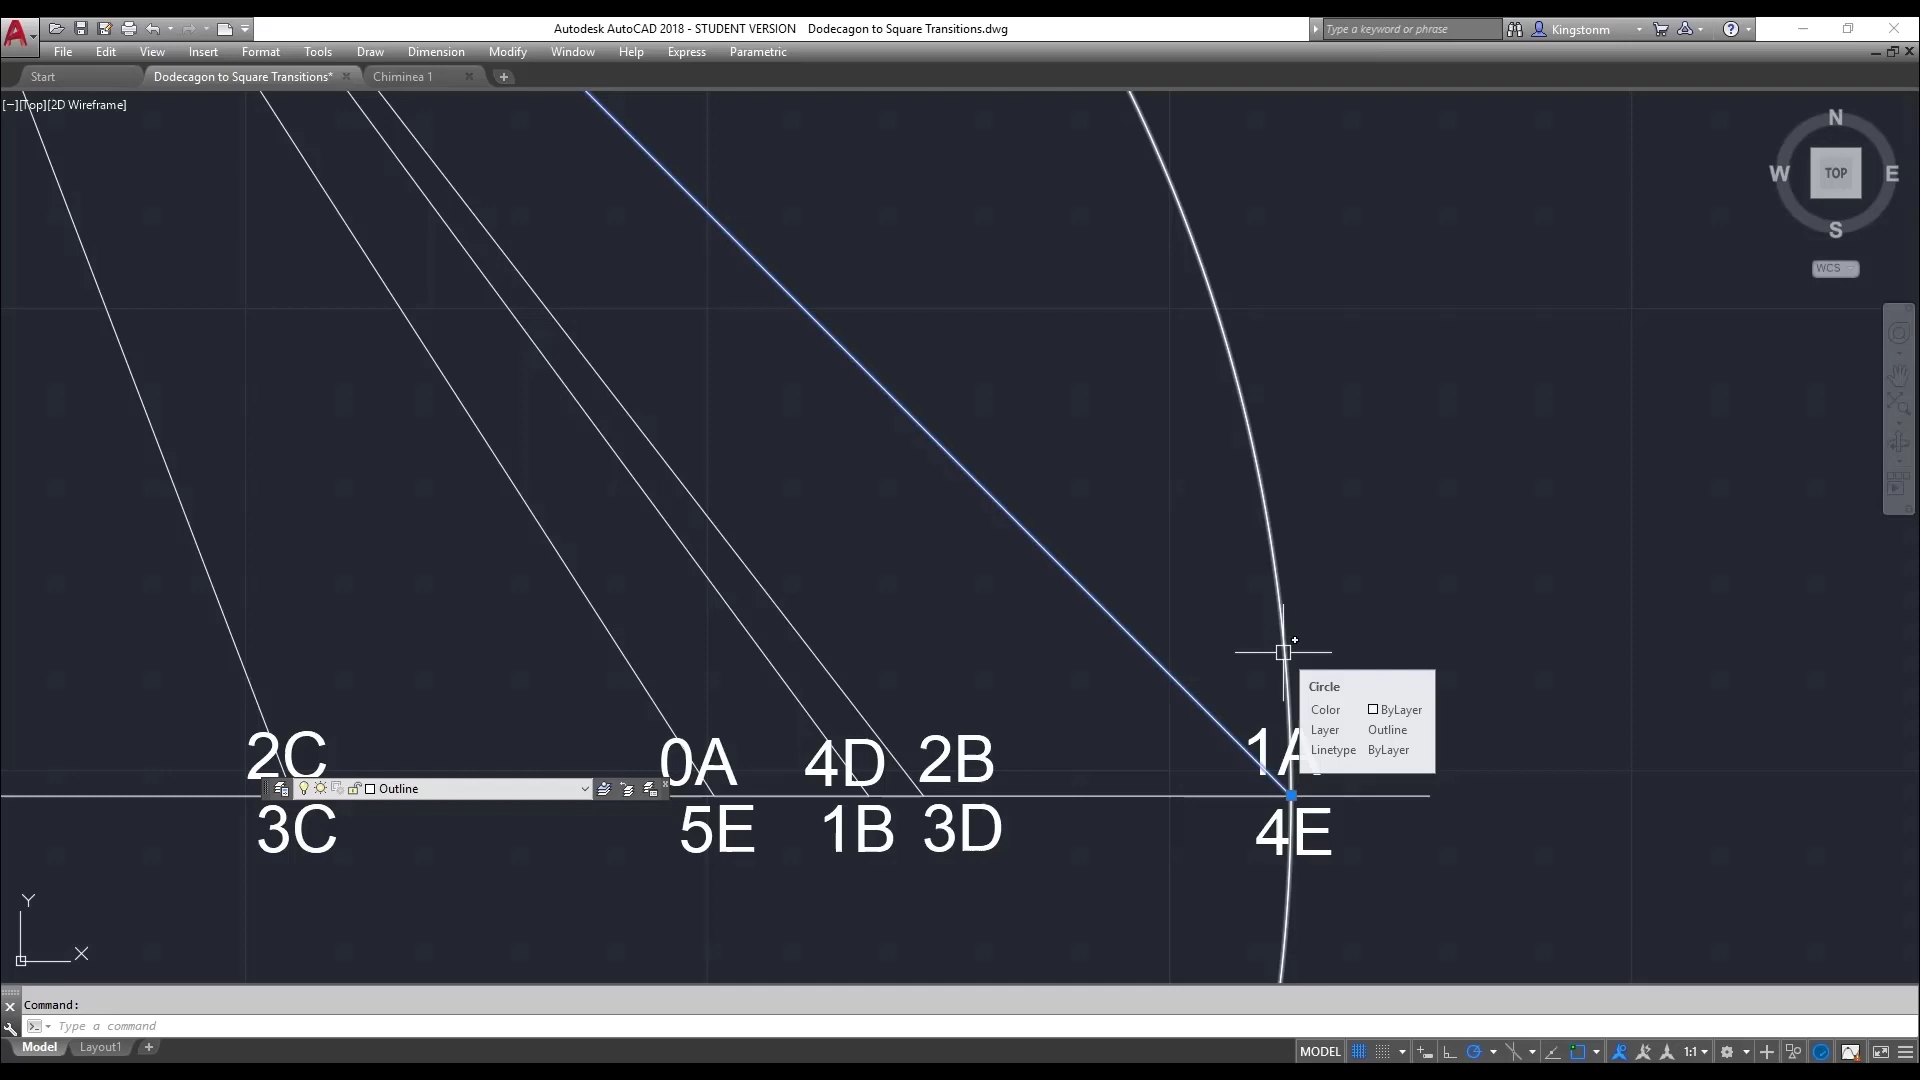 Autodesk AutoCAD 2018 - STUDENT VERSION Dodecagon to Square Transitions.dwg
Type a keyword or phrase
Kingstonm
File Edit View Insert Format Tools Draw Dimension Modify Window Help Express Parametric
Start Dodecagon to Square Transitions* Chiminea 1
[−][Top][2D Wireframe]
N
W TOP E
S
WCS
Circle
Color ByLayer
Layer Outline
Linetype ByLayer
2C 0A 4D 2B 1A
Outline
3C 5E 1B 3D 4E
Y
X
Command:
Type a command
Model Layout1
MODEL 1:1